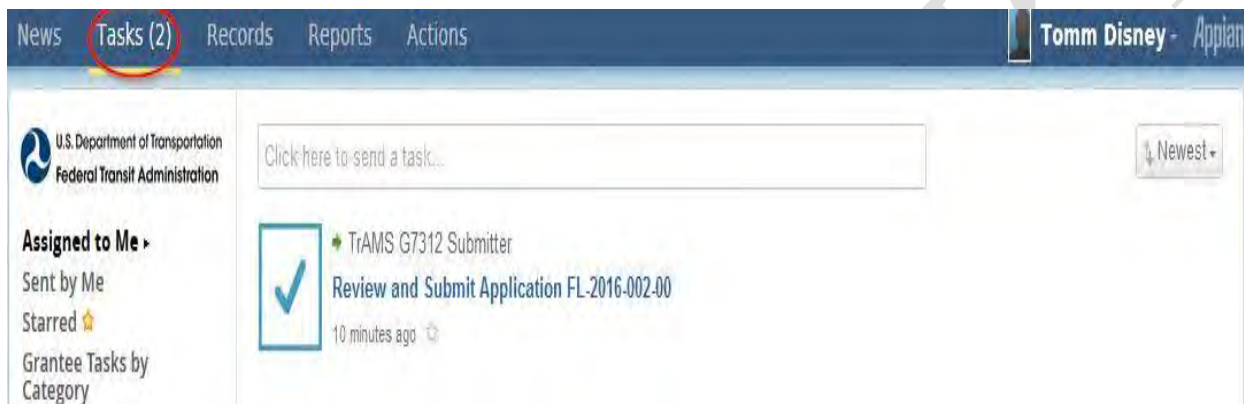 News Tasks (2) Records Reports Actions Tomm Disney - Appian
U.S. Department of Transportation
Federal Transit Administration
Click here to send a task...
Newest
Assigned to Me
Sent by Me
Starred
Grantee Tasks by
Category
TrAMS G7312 Submitter
Review and Submit Application FL-2016-002-00
10 minutes ago